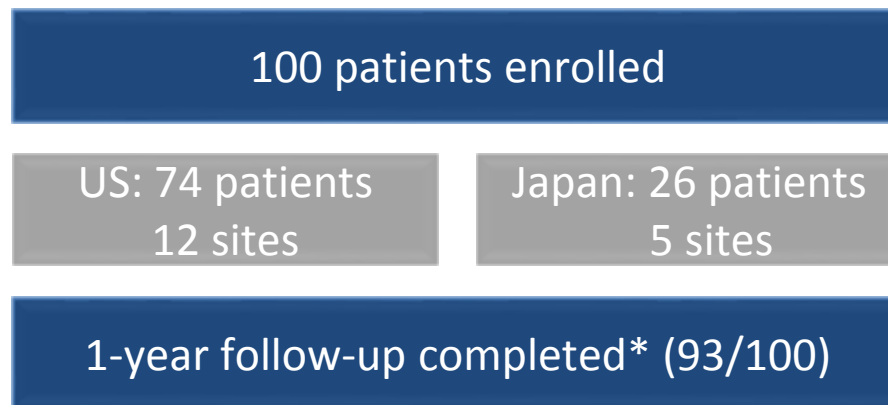 100 patients enrolled
US: 74 patients
12 sites
Japan: 26 patients
5 sites
1-year follow-up completed* (93/100)